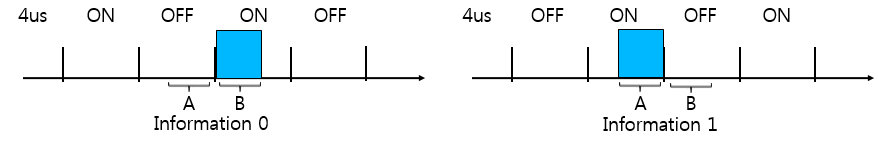 4us ON OFF ON OFF
A B
Information 0
4us OFF ON OFF ON
A B
Information 1